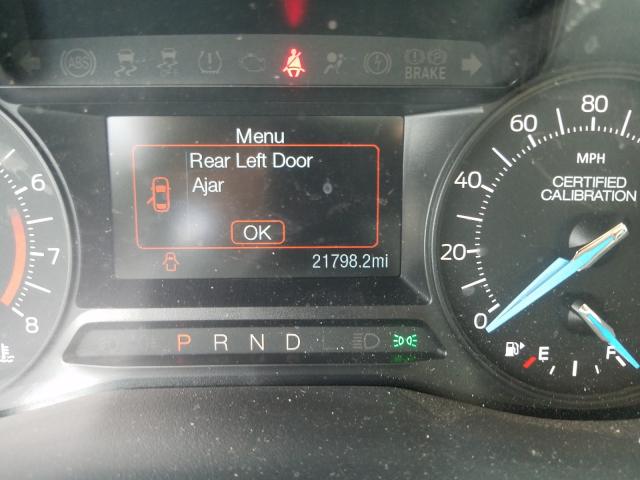 ABS
OFF
BRAKE
Menu
Rear Left Door
Ajar
OK
21798.2mi
P R N D L
6
7
8
80
60
40
20
0
MPH
CERTIFIED
CALIBRATION
E F